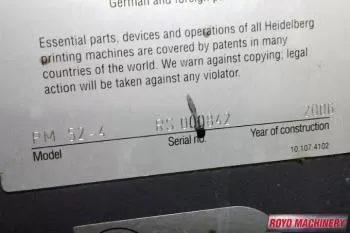 German and foreign p
Essential parts, devices and operations of all Heidelberg
printing machines are covered by patents in many
countries of the world. We warn against copying; legal
action will be taken against any violator.
PM 52-4 RS 000842 2006
Model Serial no. Year of construction
10.107.4102
ROYO MACHINERY